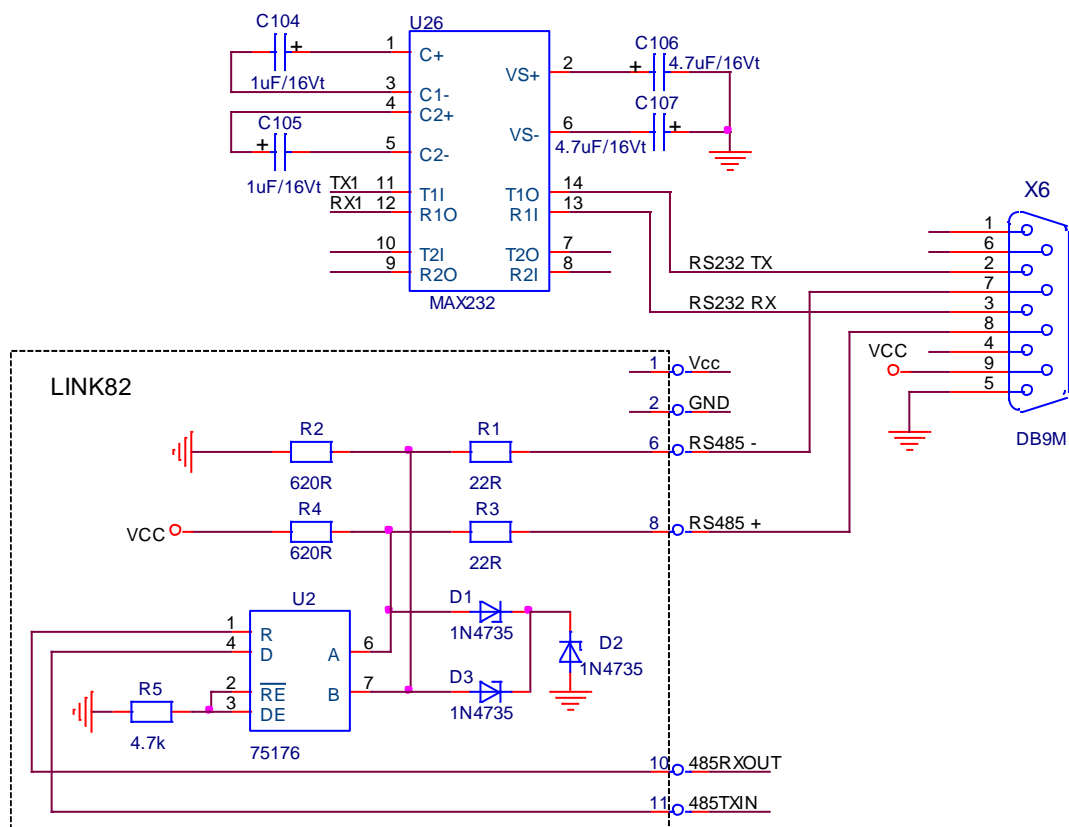 U26
C104
1
C+
1uF/16Vt
3
C1-
4
C2+
C105
5
C2-
1uF/16Vt
TX1
11
T1I
RX1
12
R1O
10
T2I
9
R2O
MAX232
VS+
2
C106
4.7uF/16Vt
C107
VS-
6
4.7uF/16Vt
T1O
14
R1I
13
T2O
7
R2I
8
RS232 TX
RS232 RX
X6
1
6
2
7
3
8
4
9
5
VCC
DB9M
LINK82
1
Vcc
2
GND
R2
620R
R1
22R
6
RS485 -
VCC
R4
620R
R3
22R
8
RS485 +
U2
1
R
4
D
2
RE
3
DE
A
6
B
7
75176
R5
4.7k
D1
1N4735
D2
1N4735
D3
1N4735
10
485RXOUT
11
485TXIN
+
+
+
+